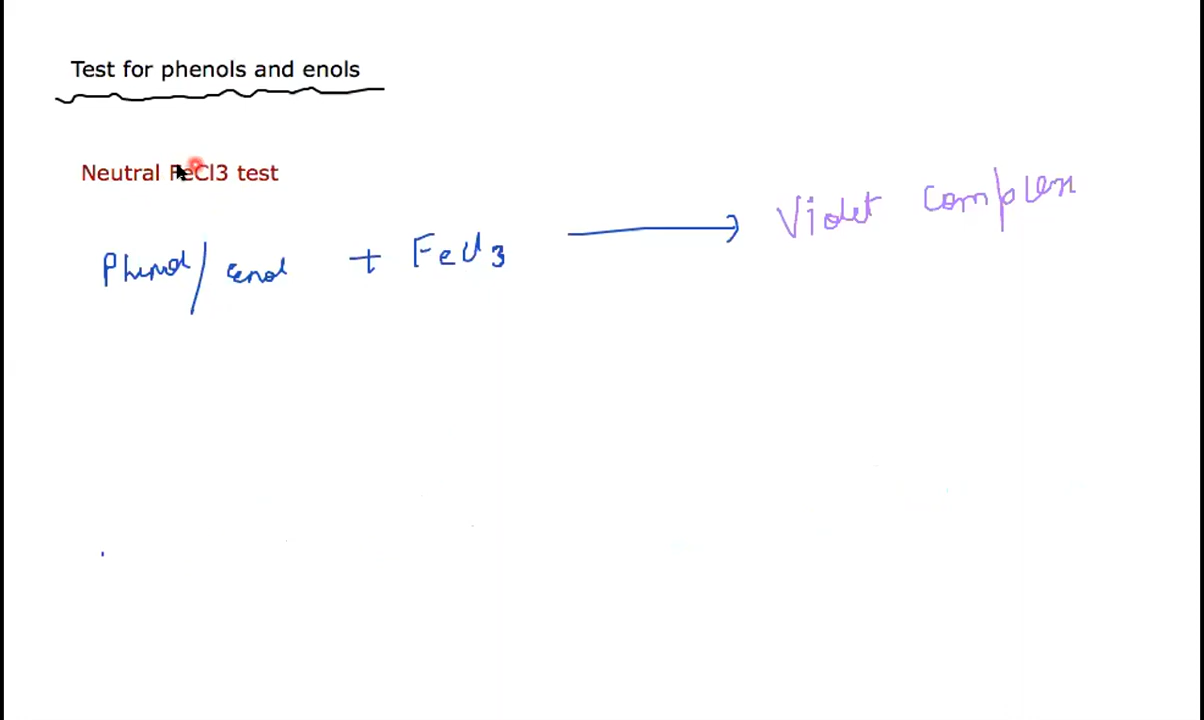 Test for phenols and enols
Neutral FeCl3 test
Phenol/ enol + FeCl3 → Violet complex